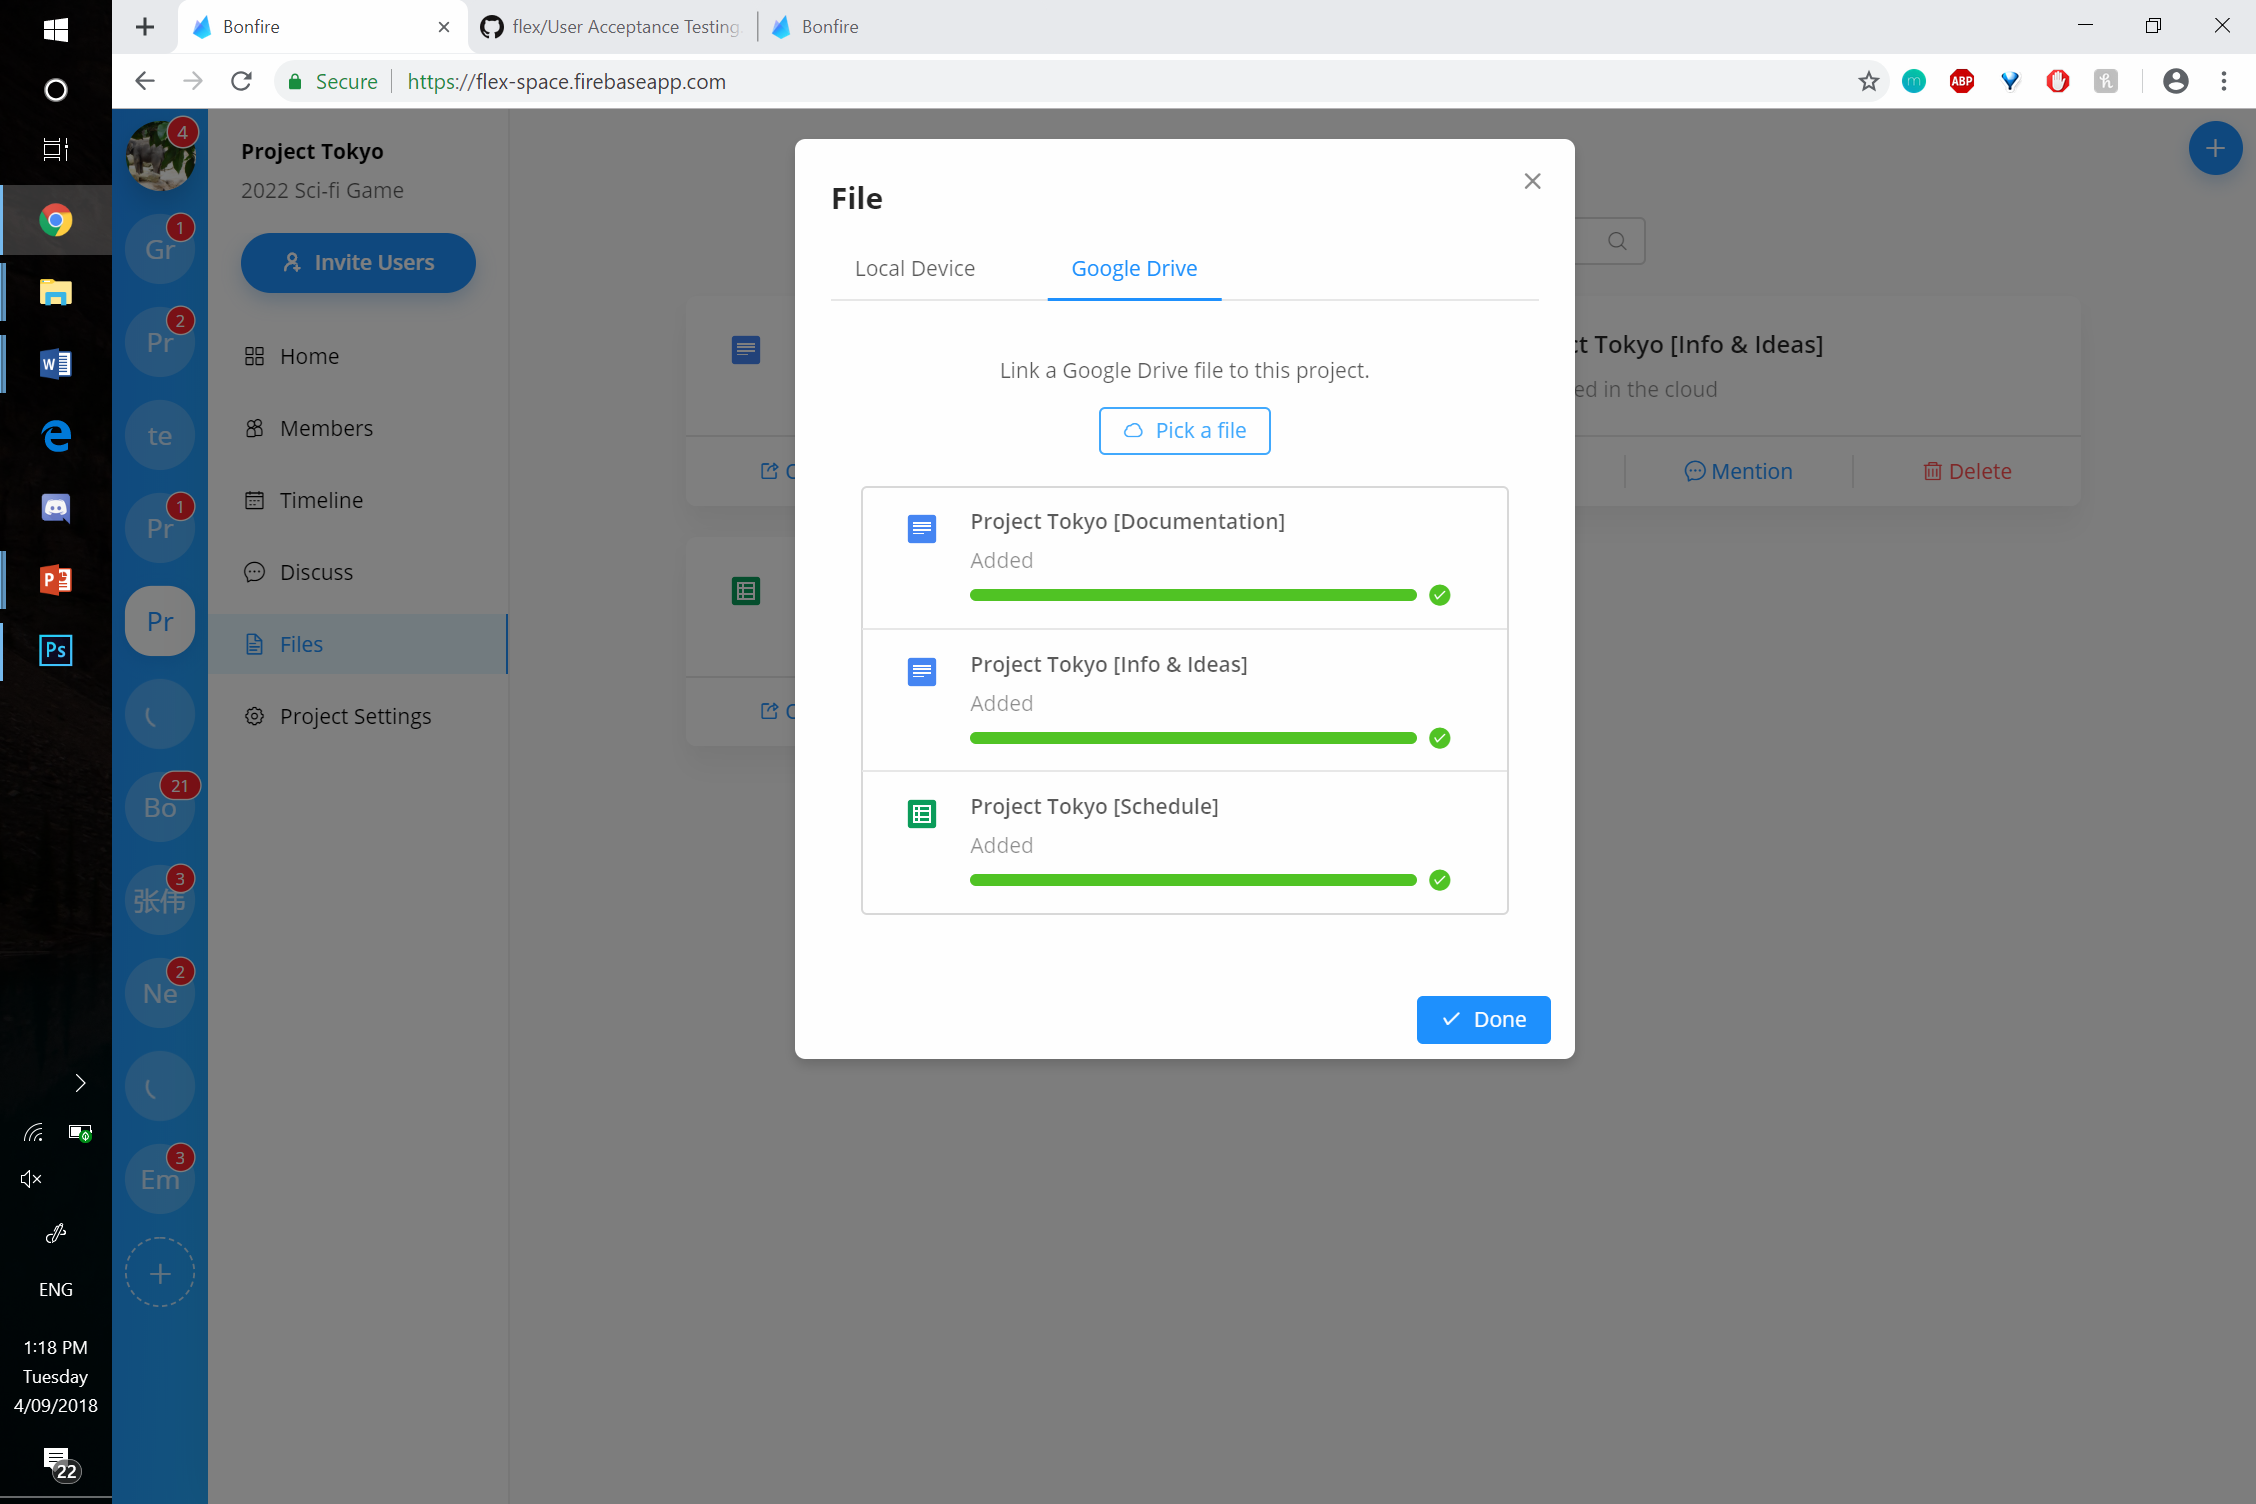 Bonfire
flex/User Acceptance Testing
Bonfire
Secure
https://flex-space.firebaseapp.com
ABP
4
Gr
1
Pr
2
te
Pr
1
Pr
Bo
21
张伟
3
Ne
2
Em
3
Project Tokyo
2022 Sci-fi Game
Invite Users
Home
Members
Timeline
Discuss
Files
Project Settings
File
Local Device
Google Drive
Link a Google Drive file to this project.
Pick a file
Project Tokyo [Documentation]
Added
Project Tokyo [Info & Ideas]
Added
Project Tokyo [Schedule]
Added
Done
ct Tokyo [Info & Ideas]
ed in the cloud
Mention
Delete
Ps
ENG
1:18 PM
Tuesday
4/09/2018
22